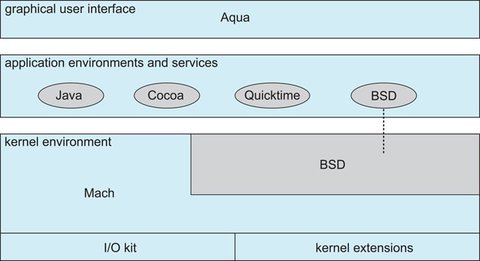 graphical user interface
Aqua
application environments and services
Java
Cocoa
Quicktime
BSD
kernel environment
BSD
Mach
I/O kit
kernel extensions